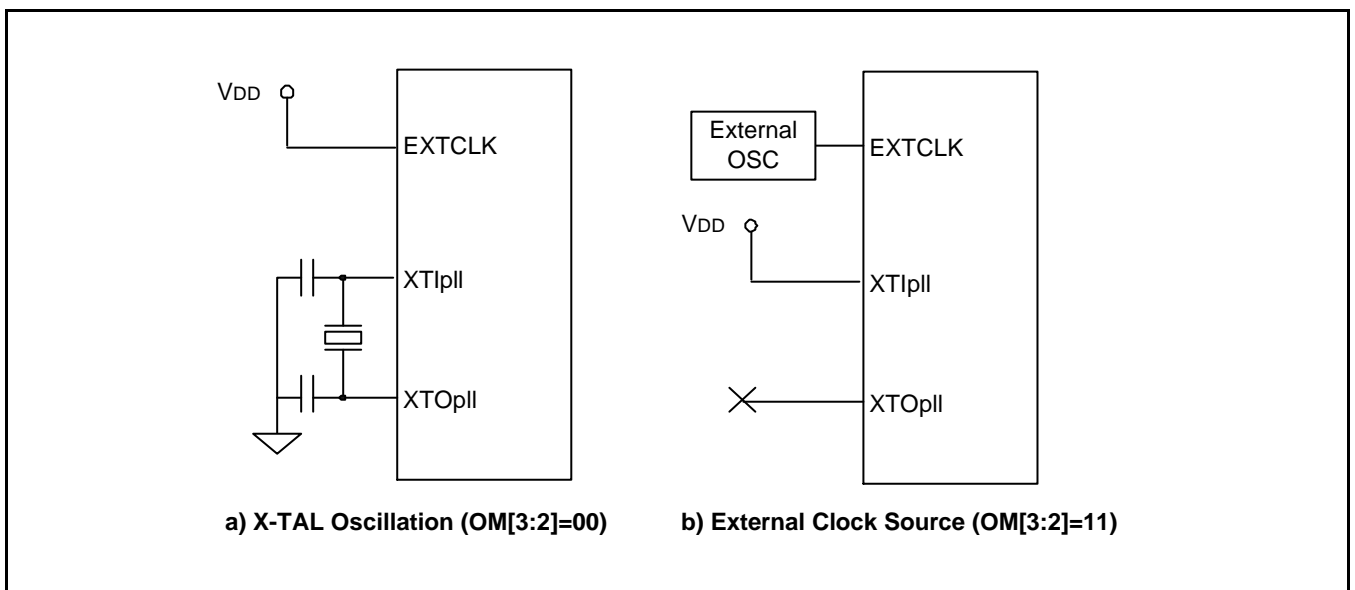 VDD
EXTCLK
XTIpll
XTOpll
a) X-TAL Oscillation (OM[3:2]=00)
External
OSC
EXTCLK
VDD
XTIpll
XTOpll
b) External Clock Source (OM[3:2]=11)